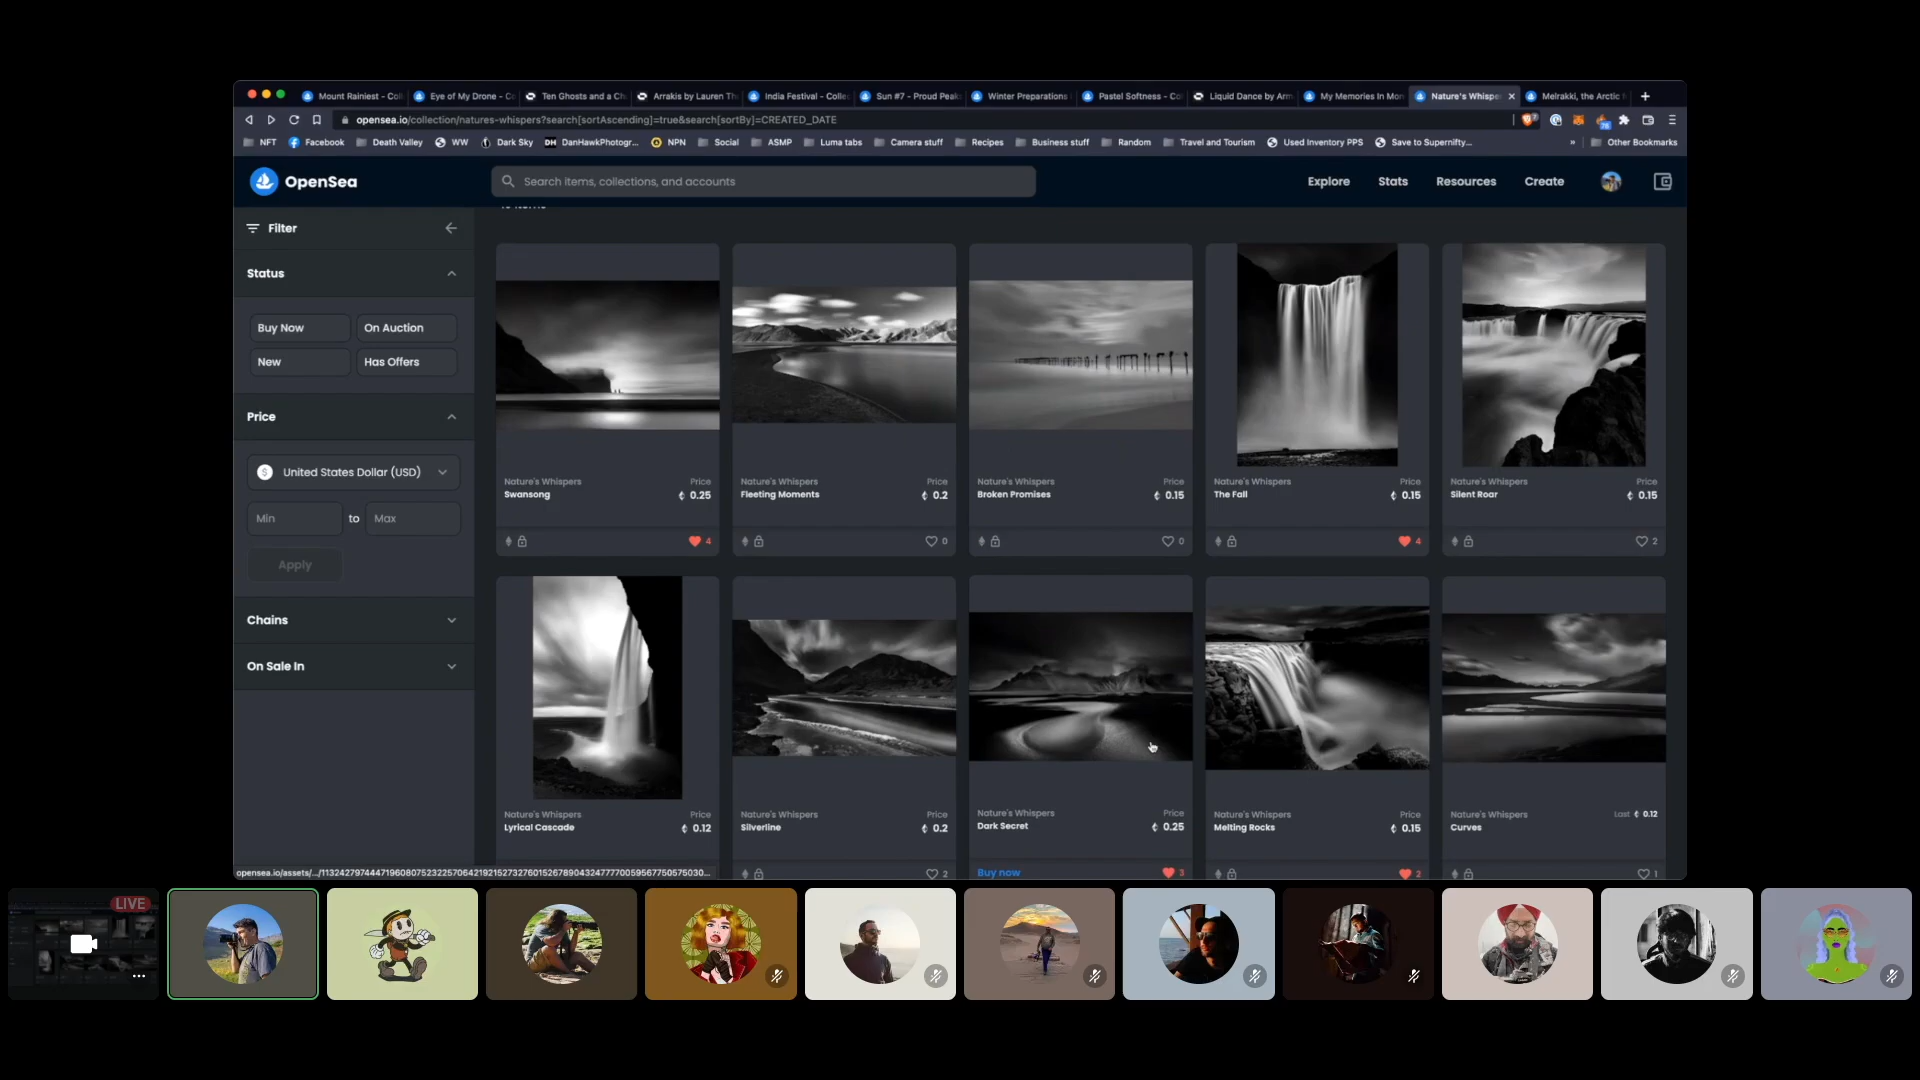 Mount Rainiest - Col
Eye of My Drone - Co
Ten Ghosts and a Ch
Arrakis by Lauren Th
India Festival - Collec
Sun #7 - Proud Peak
Winter Preparations
Pastel Softness - Co
Liquid Dance by Arm
My Memories In Mon
Nature's Whispe
Melrakki, the Arctic
opensea.io/collection/natures-whispers?search[sortAscending]=true&search[sortBy]=CREATED_DATE
NFT
Facebook
Death Valley
WW
Dark Sky
DH DanHawkPhotogr...
NPN
Social
ASMP
Luma tabs
Camera stuff
Recipes
Business stuff
Random
Travel and Tourism
Used Inventory PPS
Save to Supernifty...
»
Other Bookmarks
OpenSea
Search items, collections, and accounts
Explore
Stats
Resources
Create
Filter
Status
Buy Now
On Auction
New
Has Offers
Price
United States Dollar (USD)
Min
to
Max
Apply
Chains
On Sale In
Nature's Whispers
Price
Swansong
0.25
4
Nature's Whispers
Price
Fleeting Moments
0.2
0
Nature's Whispers
Price
Broken Promises
0.15
0
Nature's Whispers
Price
The Fall
0.15
4
Nature's Whispers
Price
Silent Roar
0.15
2
Nature's Whispers
Price
Lyrical Cascade
0.12
Nature's Whispers
Price
Silverline
0.2
2
Nature's Whispers
Price
Dark Secret
0.25
Buy now
3
Nature's Whispers
Price
Melting Rocks
0.15
2
Nature's Whispers
Last 0.12
Curves
1
LIVE